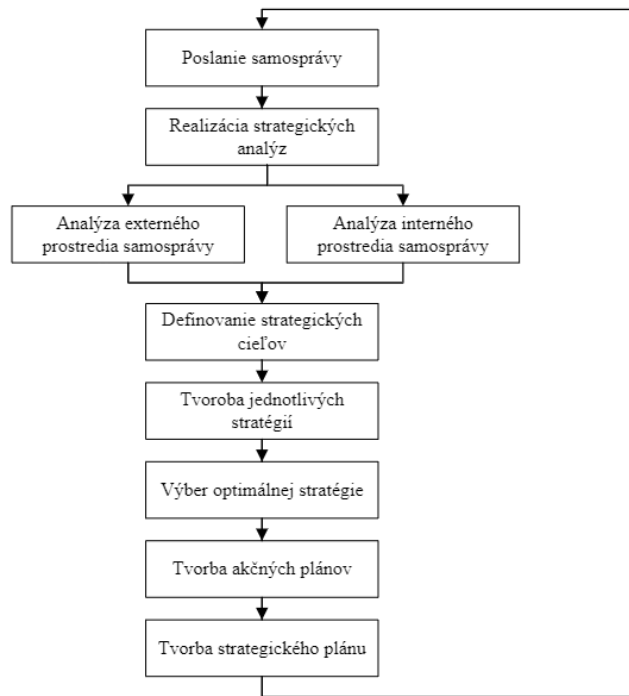 Poslanie samosprávy
Realizácia strategických
analýz
Analýza externého
prostredia samosprávy
Analýza interného
prostredia samosprávy
Definovanie strategických
cieľov
Tvoroba jednotlivých
stratégií
Výber optimálnej stratégie
Tvorba akčných plánov
Tvorba strategického plánu